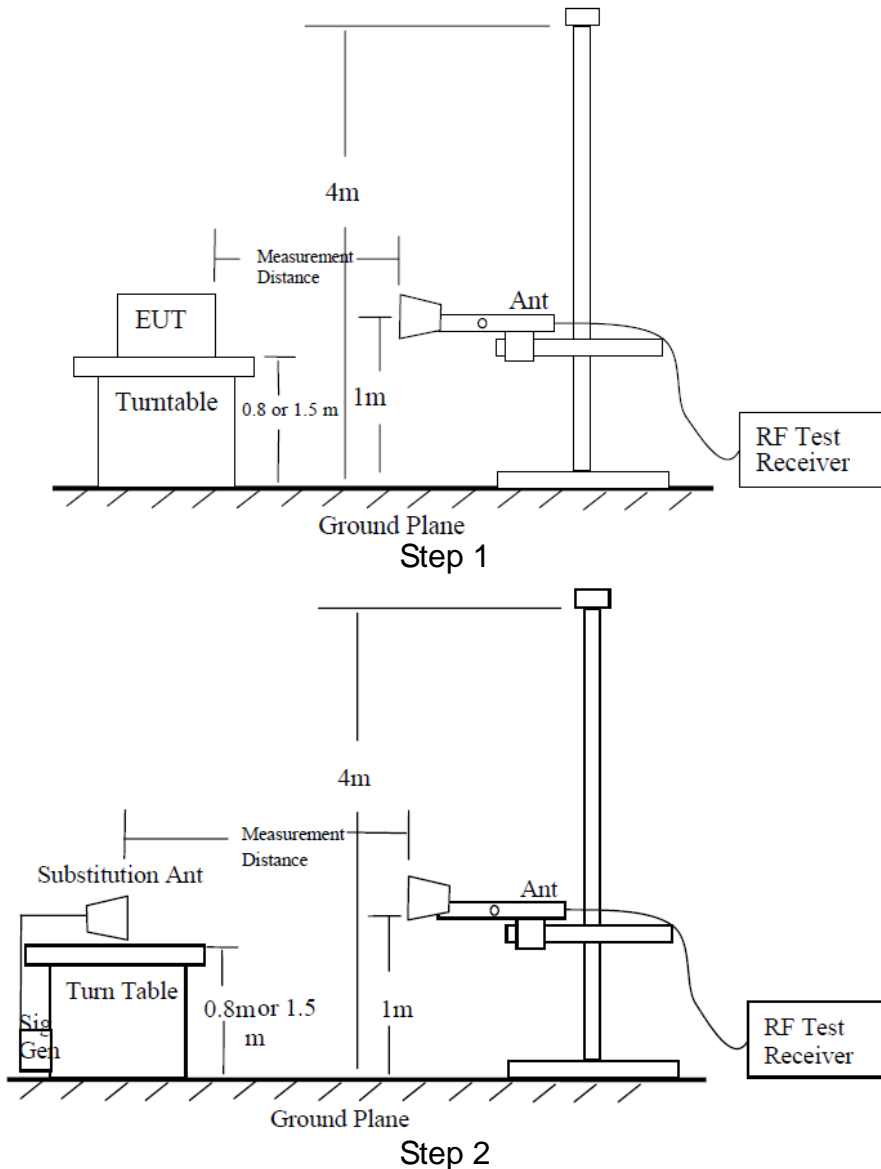 4m
Measurement
Distance
Ant
EUT
1m
Turntable
0.8 or 1.5 m
RF Test
Receiver
Ground Plane
Step 1
4m
Measurement
Distance
Substitution Ant
Ant
Turn Table
0.8m or 1.5
m
1m
Sig
Gen
RF Test
Receiver
Ground Plane
Step 2